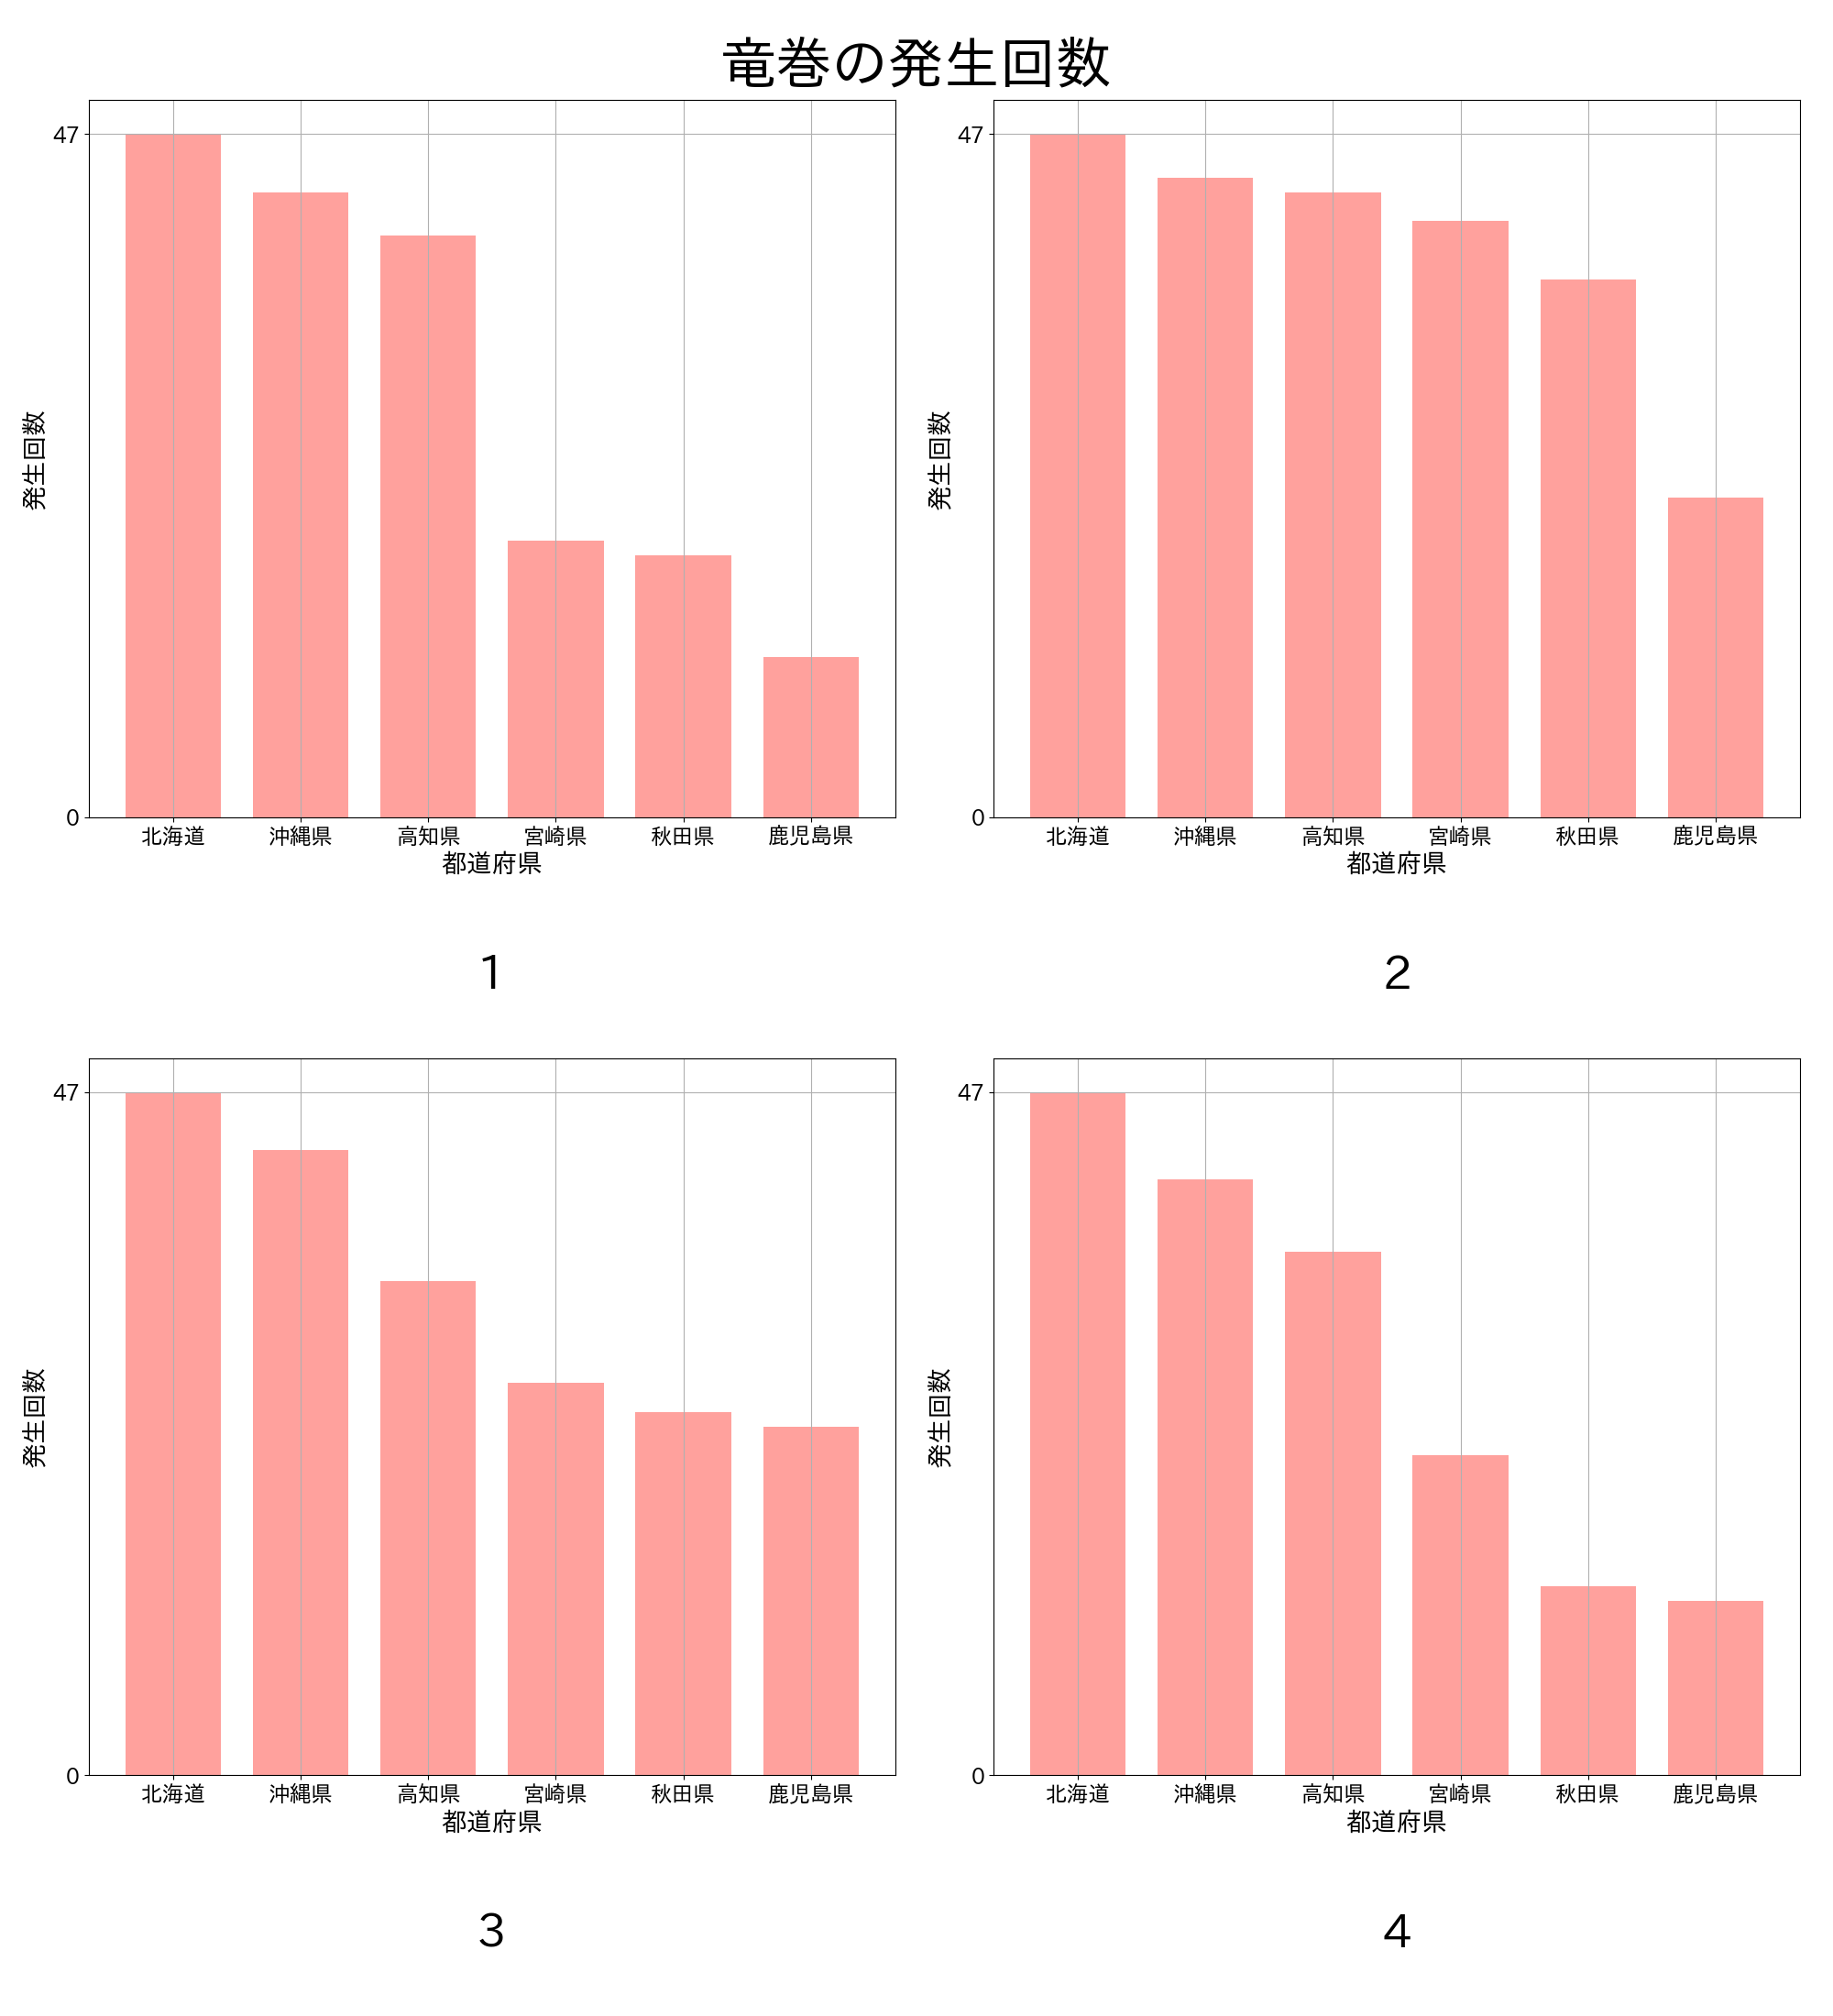 竜巻の発生回数
47
0
発生回数
北海道 沖縄県 高知県 宮崎県 秋田県 鹿児島県
都道府県
1
47
0
発生回数
北海道 沖縄県 高知県 宮崎県 秋田県 鹿児島県
都道府県
2
47
0
発生回数
北海道 沖縄県 高知県 宮崎県 秋田県 鹿児島県
都道府県
3
47
0
発生回数
北海道 沖縄県 高知県 宮崎県 秋田県 鹿児島県
都道府県
4